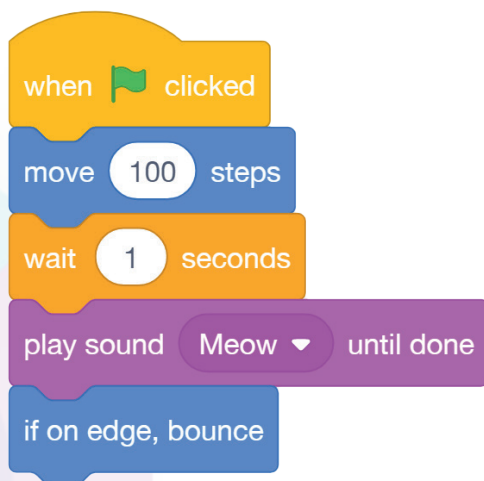 when clicked
move 100 steps
wait 1 seconds
play sound Meow until done
if on edge, bounce